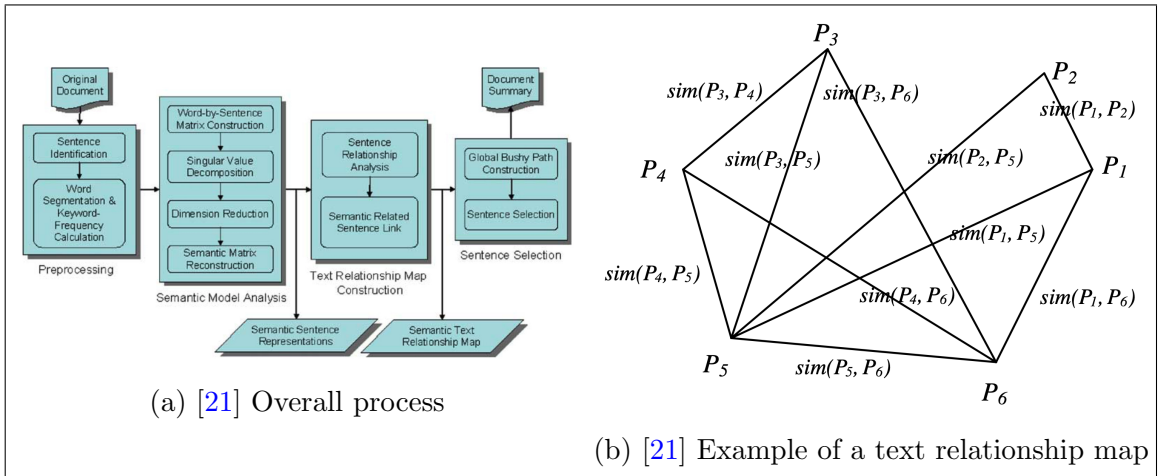 Original
Document
Sentence
Identification
Word
Segmentation &
Keyword-
Frequency
Calculation
Preprocessing
Word-by-Sentence
Matrix Construction
Singular Value
Decomposition
Dimension Reduction
Semantic Matrix
Reconstruction
Semantic Model Analysis
Sentence
Relationship
Analysis
Semantic Related
Sentence Link
Text Relationship Map
Construction
Document
Summary
Global Bushy Path
Construction
Sentence Selection
Sentence Selection
Semantic Sentence
Representations
Semantic Text
Relationship Map
(a) [21] Overall process
P3
P2
sim(P3, P4)
sim(P3, P6)
sim(P1, P2)
sim(P3, P5)
sim(P2, P5)
P4
P1
sim(P1, P5)
sim(P4, P5)
sim(P4, P6)
sim(P1, P6)
P5
sim(P5, P6)
P6
(b) [21] Example of a text relationship map